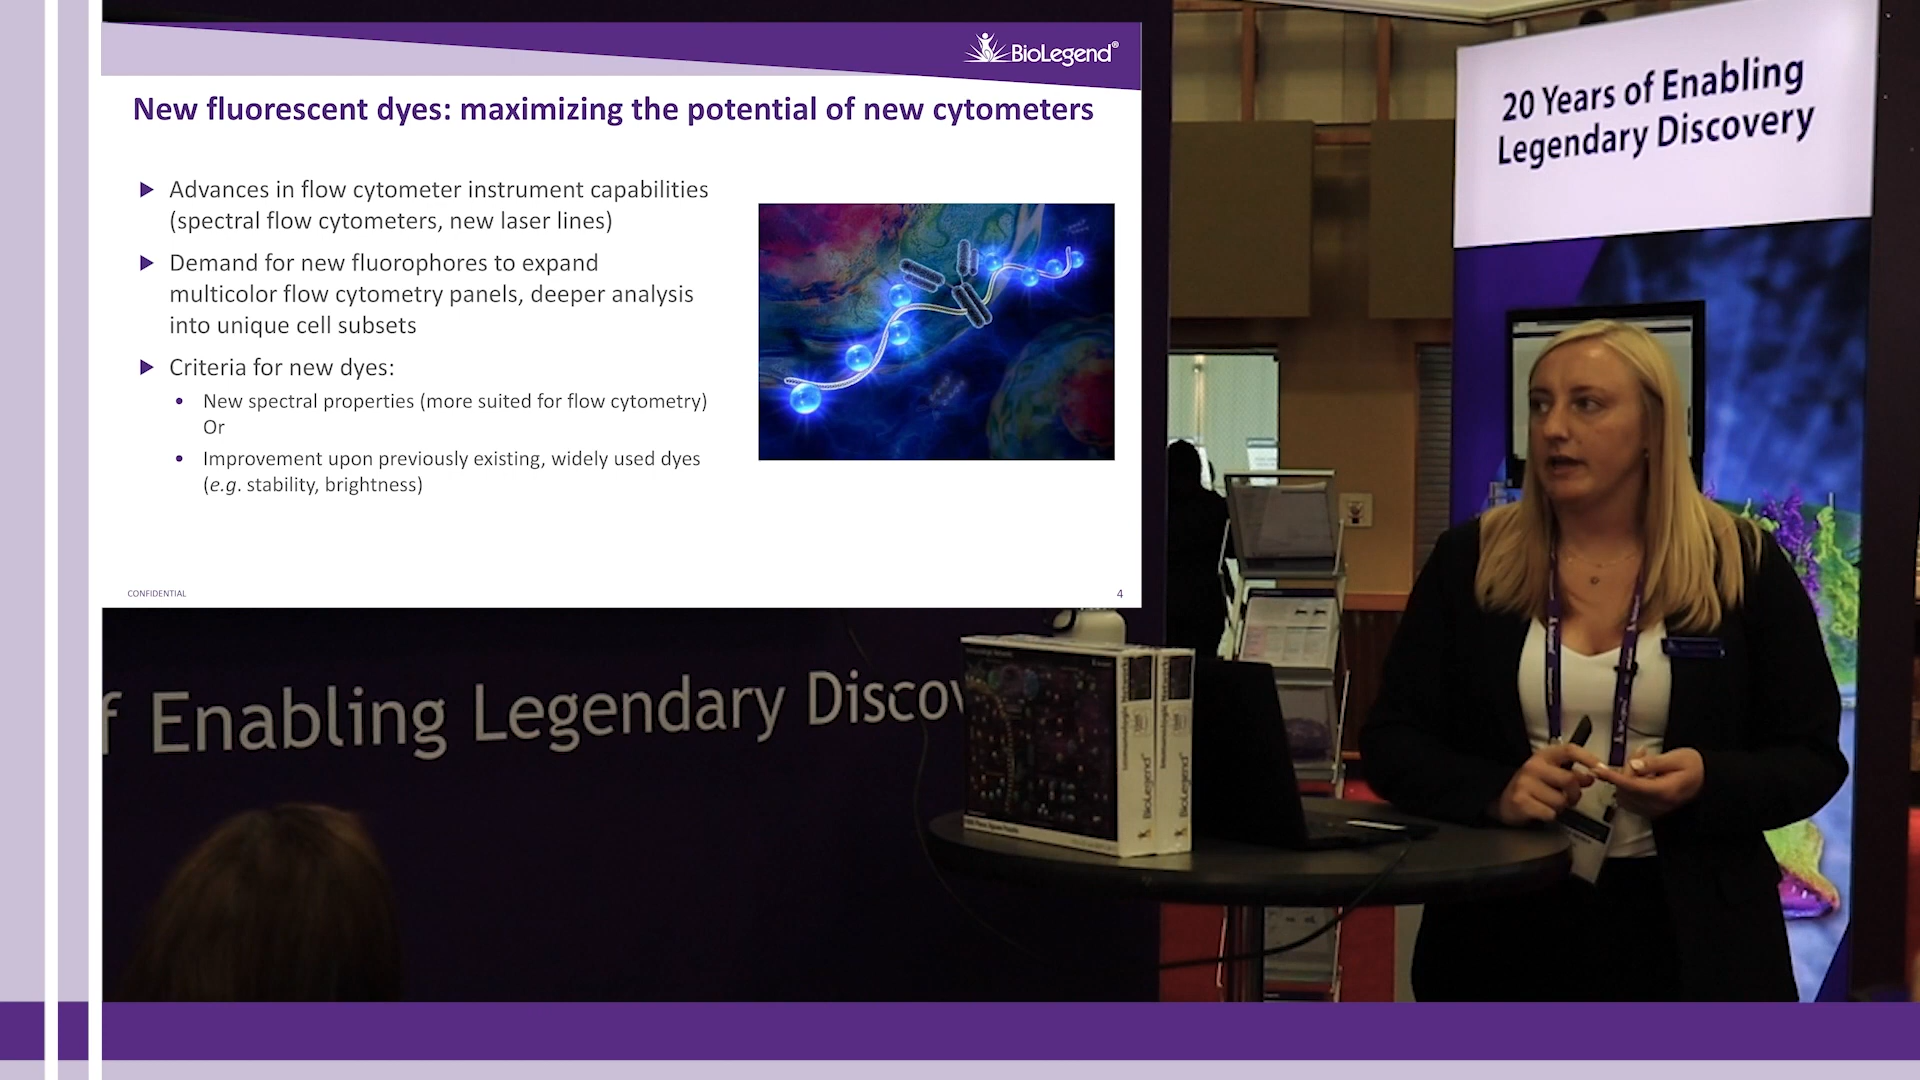 BioLegend®
New fluorescent dyes: maximizing the potential of new cytometers
Advances in flow cytometer instrument capabilities
(spectral flow cytometers, new laser lines)
Demand for new fluorophores to expand
multicolor flow cytometry panels, deeper analysis
into unique cell subsets
Criteria for new dyes:
New spectral properties (more suited for flow cytometry)
Or
Improvement upon previously existing, widely used dyes
(e.g. stability, brightness)
CONFIDENTIAL
4
20 Years of Enabling
Legendary Discovery
f Enabling Legendary Discov
BioLegend
BioLegend